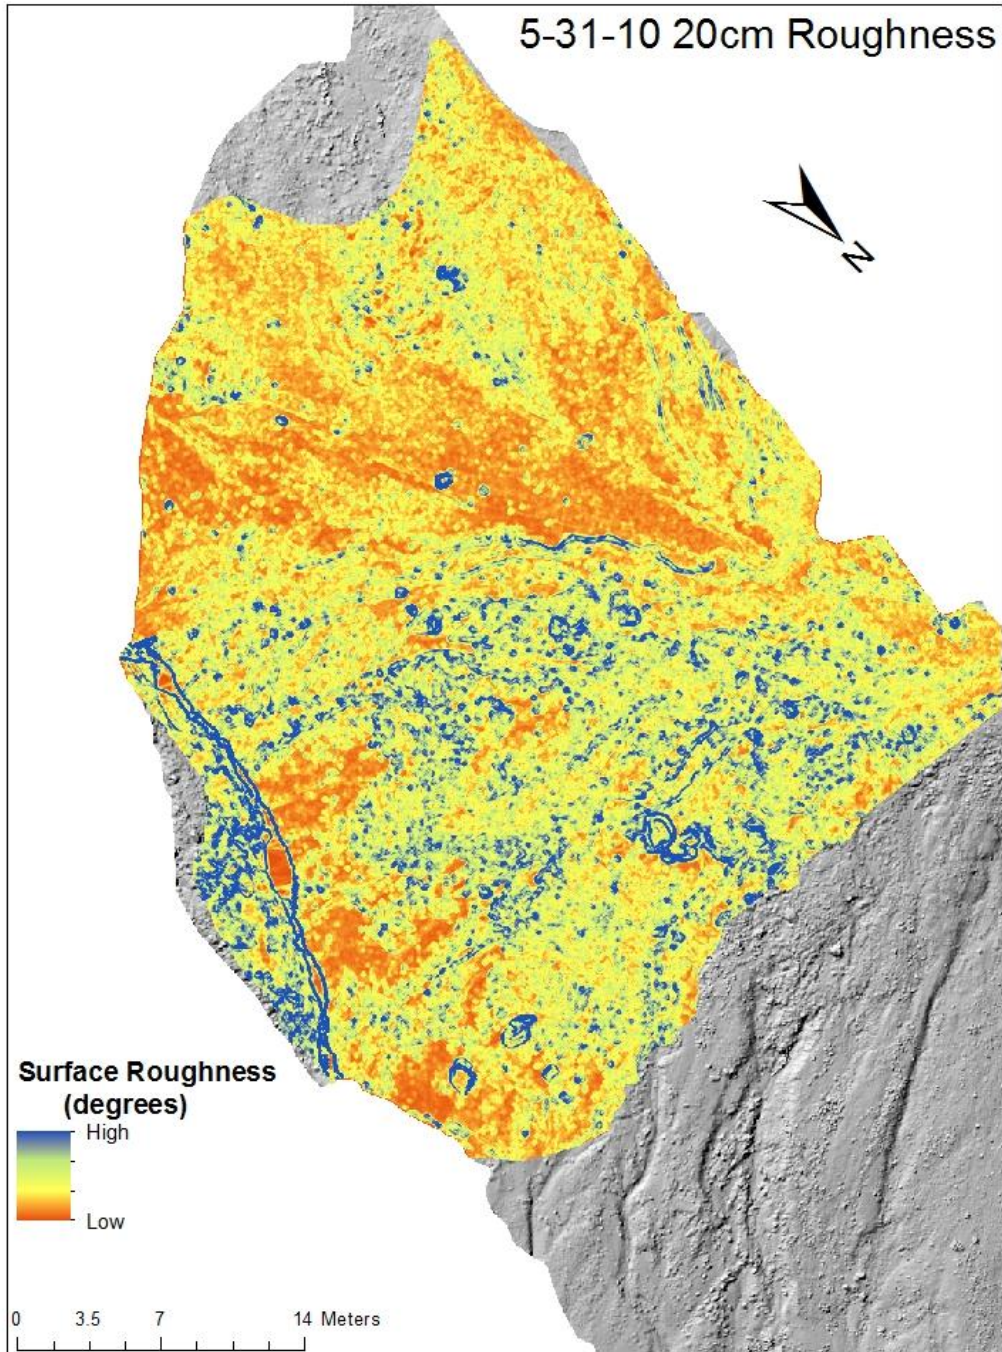 5-31-10 20cm Roughness
N
Surface Roughness
(degrees)
High
Low
0 3.5 7 14 Meters